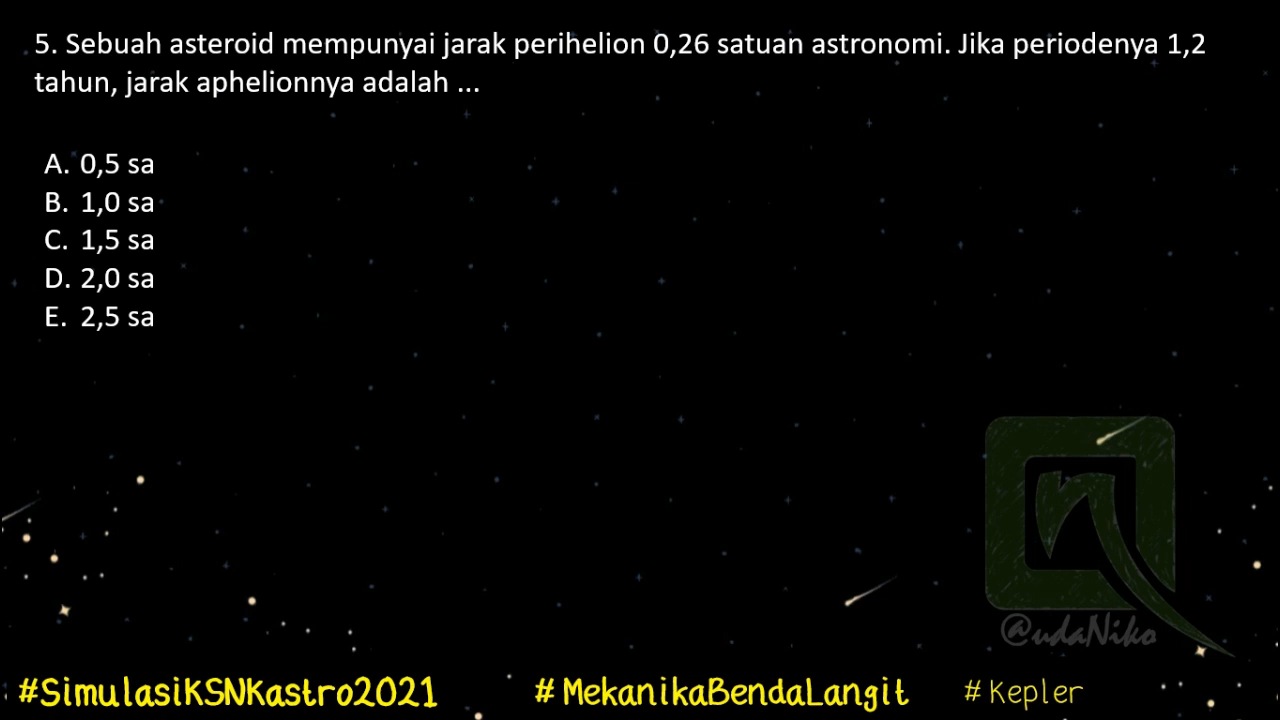 5. Sebuah asteroid mempunyai jarak perihelion 0,26 satuan astronomi. Jika periodenya 1,2
tahun, jarak aphelionnya adalah ...
A. 0,5 sa
B. 1,0 sa
C. 1,5 sa
D. 2,0 sa
E. 2,5 sa
@udaNiko
#SimulasiKSNKastro2021 #MekanikaBendaLangit #Kepler